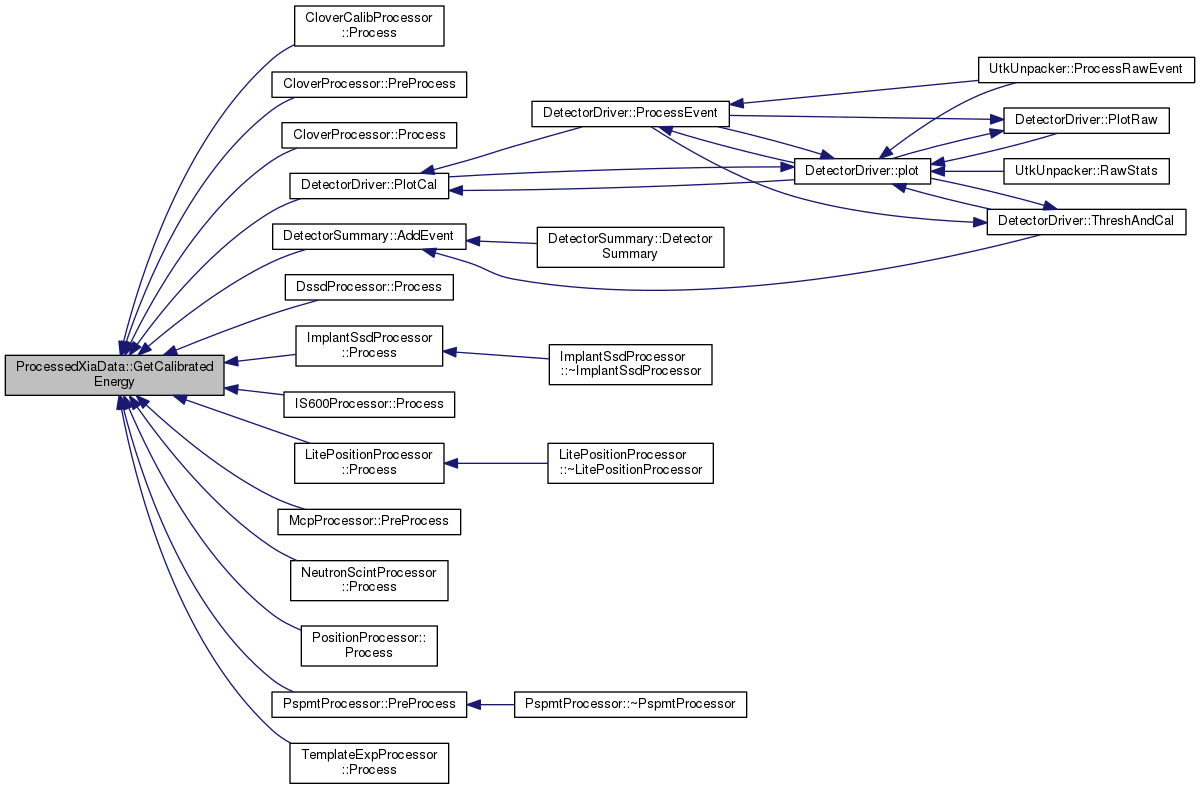 CloverCalibProcessor
::Process
CloverProcessor::PreProcess
CloverProcessor::Process
DetectorDriver::PlotCal
DetectorSummary::AddEvent
DssdProcessor::Process
ImplantSsdProcessor
::Process
IS600Processor::Process
LitePositionProcessor
::Process
McpProcessor::PreProcess
NeutronScintProcessor
::Process
PositionProcessor::
Process
PspmtProcessor::PreProcess
TemplateExpProcessor
::Process
ProcessedXiaData::GetCalibrated
Energy
DetectorDriver::ProcessEvent
DetectorSummary::Detector
Summary
ImplantSsdProcessor
::~ImplantSsdProcessor
LitePositionProcessor
::~LitePositionProcessor
PspmtProcessor::~PspmtProcessor
DetectorDriver::plot
UtkUnpacker::ProcessRawEvent
DetectorDriver::PlotRaw
UtkUnpacker::RawStats
DetectorDriver::ThreshAndCal